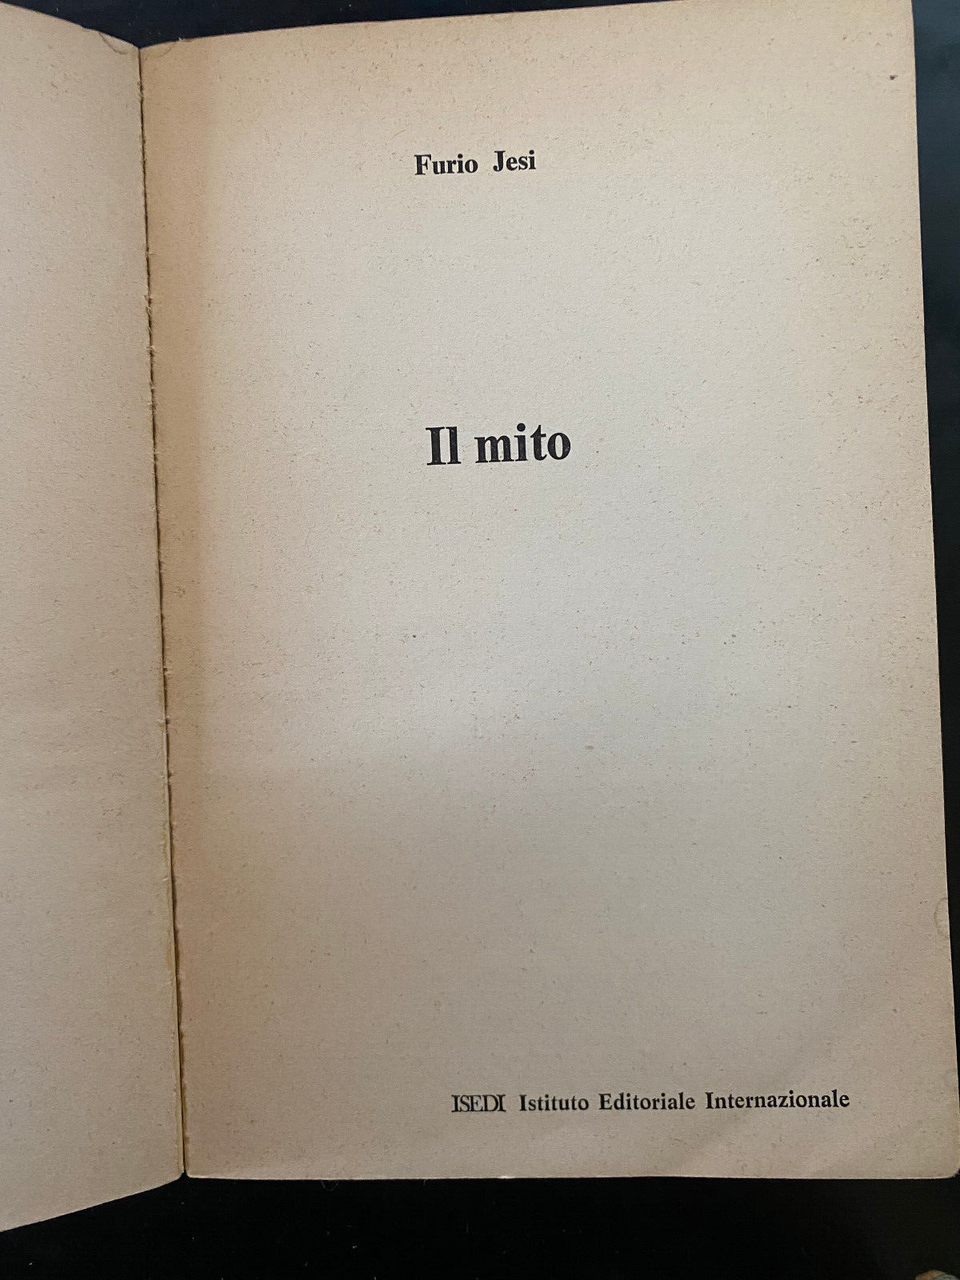 Furio Jesi
Il mito
ISEDI Istituto Editoriale Internazionale